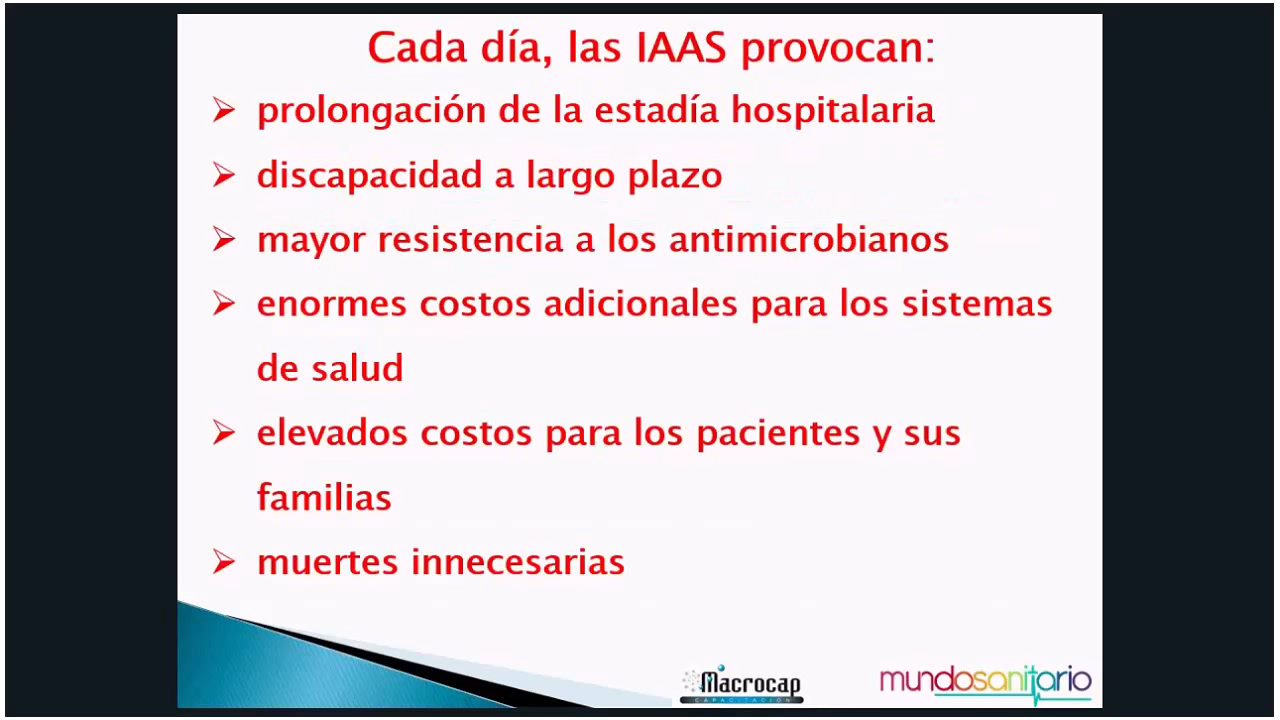 Cada día, las IAAS provocan:
➢ prolongación de la estadía hospitalaria
➢ discapacidad a largo plazo
➢ mayor resistencia a los antimicrobianos
➢ enormes costos adicionales para los sistemas
de salud
➢ elevados costos para los pacientes y sus
familias
➢ muertes innecesarias
Macrocap
CAPACITACIÓN
mundosanitario